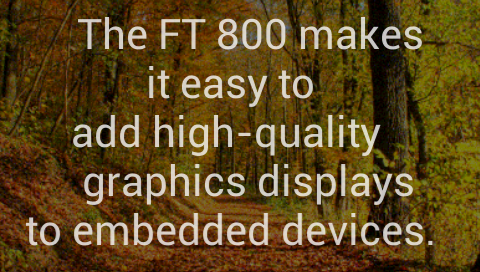 The FT 800 makes
it easy to
add high-quality
graphics displays
to embedded devices.